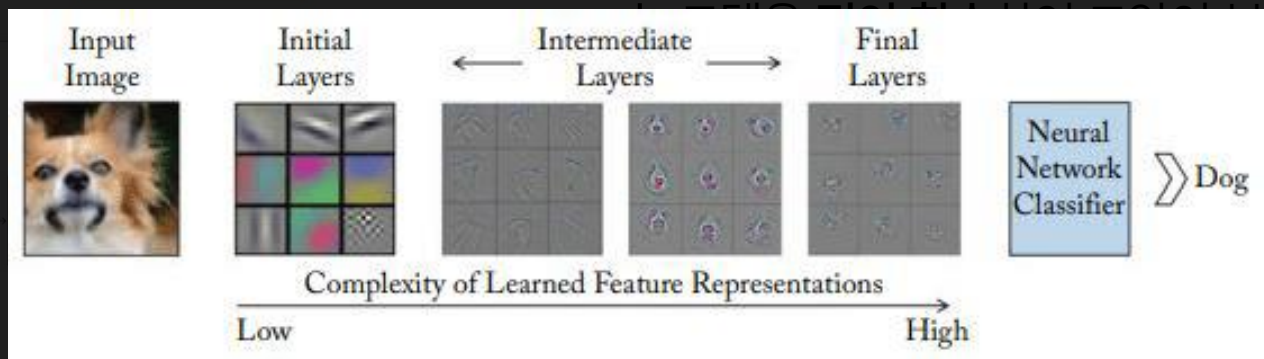 Input
Image
Initial
Layers
Intermediate
Layers
Final
Layers
Neural
Network
Classifier
Dog
Complexity of Learned Feature Representations
Low
High